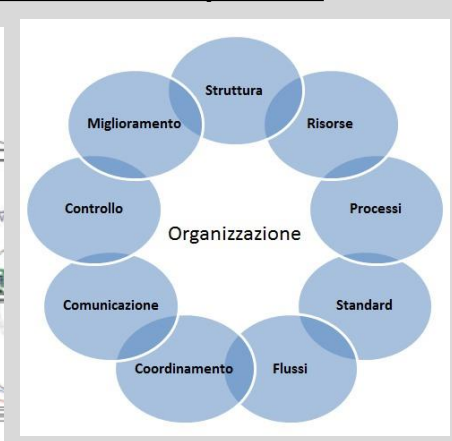 Struttura
Risorse
Processi
Standard
Flussi
Coordinamento
Comunicazione
Controllo
Miglioramento
Organizzazione